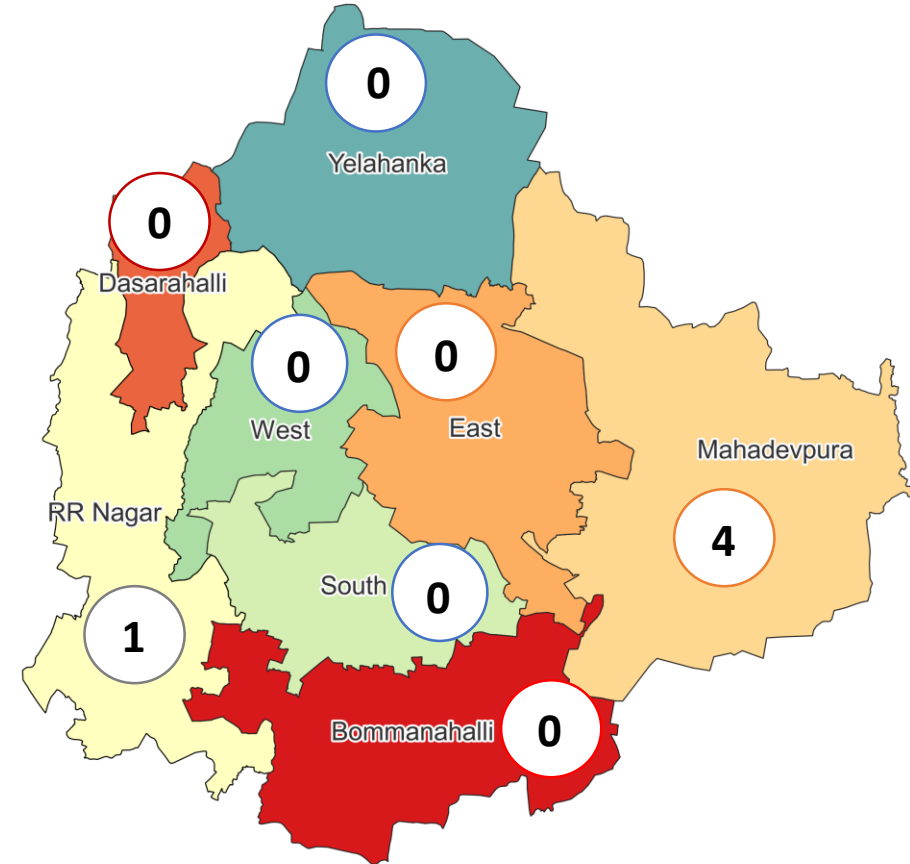 0
Yelahanka
0
Dasarahalli
0
0
West
East
Mahadevpura
RR Nagar
4
South
0
1
Bommanahalli
0